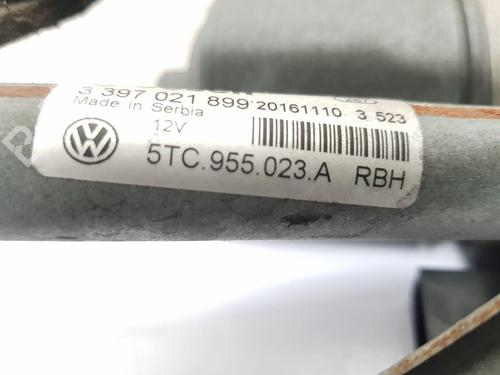 3 397 021 899 20161110 3 523
Made in Serbia
12V
5TC.955.023.A RBH